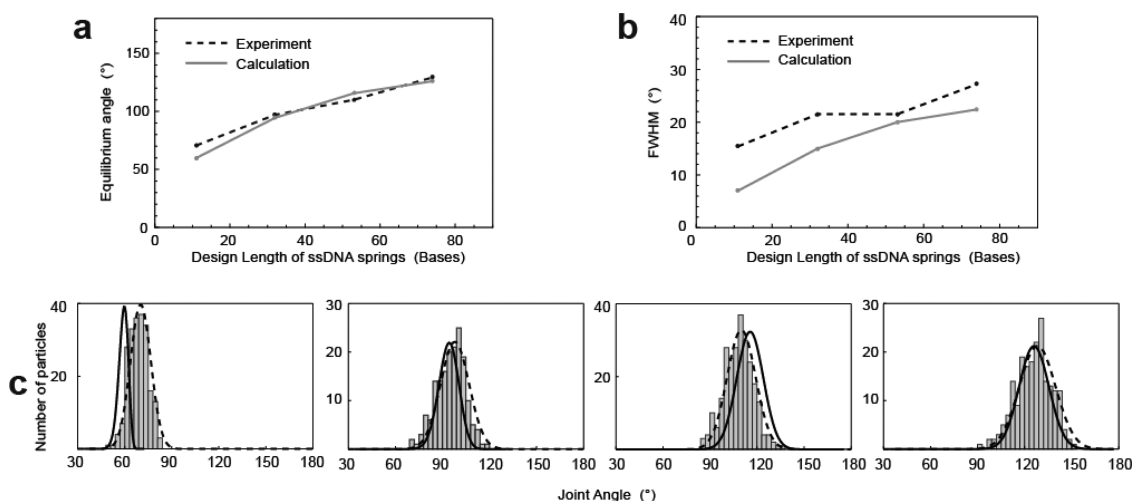 a
Experiment
Calculation
Equilibrium angle (°)
150
100
50
0
0 20 40 60 80
Design Length of ssDNA springs (Bases)
b
Experiment
Calculation
FWHM (°)
40
30
20
10
0
0 20 40 60 80
Design Length of ssDNA springs (Bases)
c
Number of particles
40
20
30 60 90 120 150 180
30
20
10
30 60 90 120 150 180
40
20
30 60 90 120 150 180
30
20
10
30 60 90 120 150 180
Joint Angle (°)